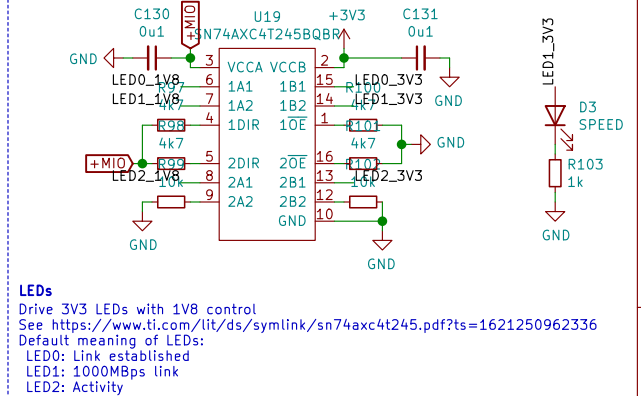 C130
0u1
+MIO
U19
SN74AXC4T245BQBR
+3V3
C131
0u1
GND
GND
LED1_3V3
3 VCCA VCCB 2
LED0_1V8 6 1A1 1B1 15 LED0_3V3
R97 R100
LED1_1V8 7 1A2 1B2 14 LED1_3V3
4k7 4k7
R98 4 1DIR 1OE 1 R101
4k7 4k7
GND
+MIO
R99 5 2DIR 2OE 16 R102
LED2_1V8 8 2A1 2B1 13 LED2_3V3
10k 10k
9 2A2 2B2 12
GND 10
GND
GND
D3
SPEED
R103
1k
GND
LEDs
Drive 3V3 LEDs with 1V8 control
See https://www.ti.com/lit/ds/symlink/sn74axc4t245.pdf?ts=1621250962336
Default meaning of LEDs:
LED0: Link established
LED1: 1000MBps link
LED2: Activity